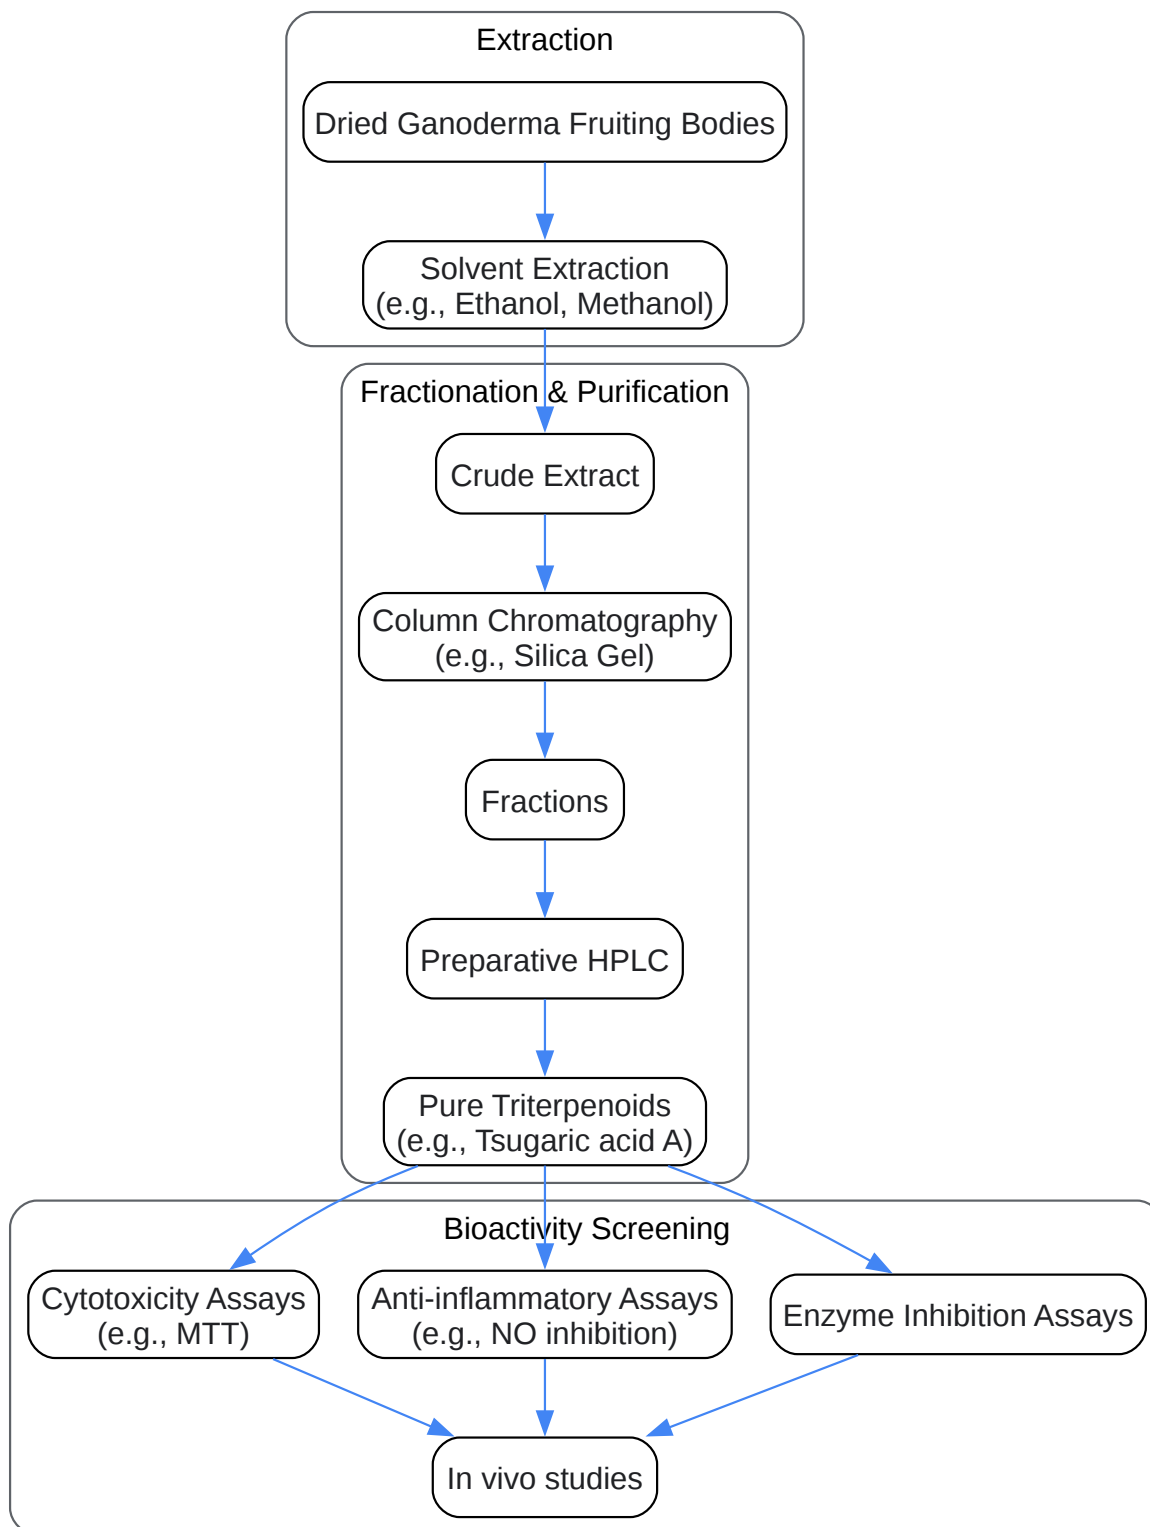 Extraction
Dried Ganoderma Fruiting Bodies
Solvent Extraction
(e.g., Ethanol, Methanol)
Fractionation & Purification
Crude Extract
Column Chromatography
(e.g., Silica Gel)
Fractions
Preparative HPLC
Pure Triterpenoids
(e.g., Tsugaric acid A)
Bioactivity Screening
Cytotoxicity Assays
(e.g., MTT)
Anti-inflammatory Assays
(e.g., NO inhibition)
Enzyme Inhibition Assays
In vivo studies